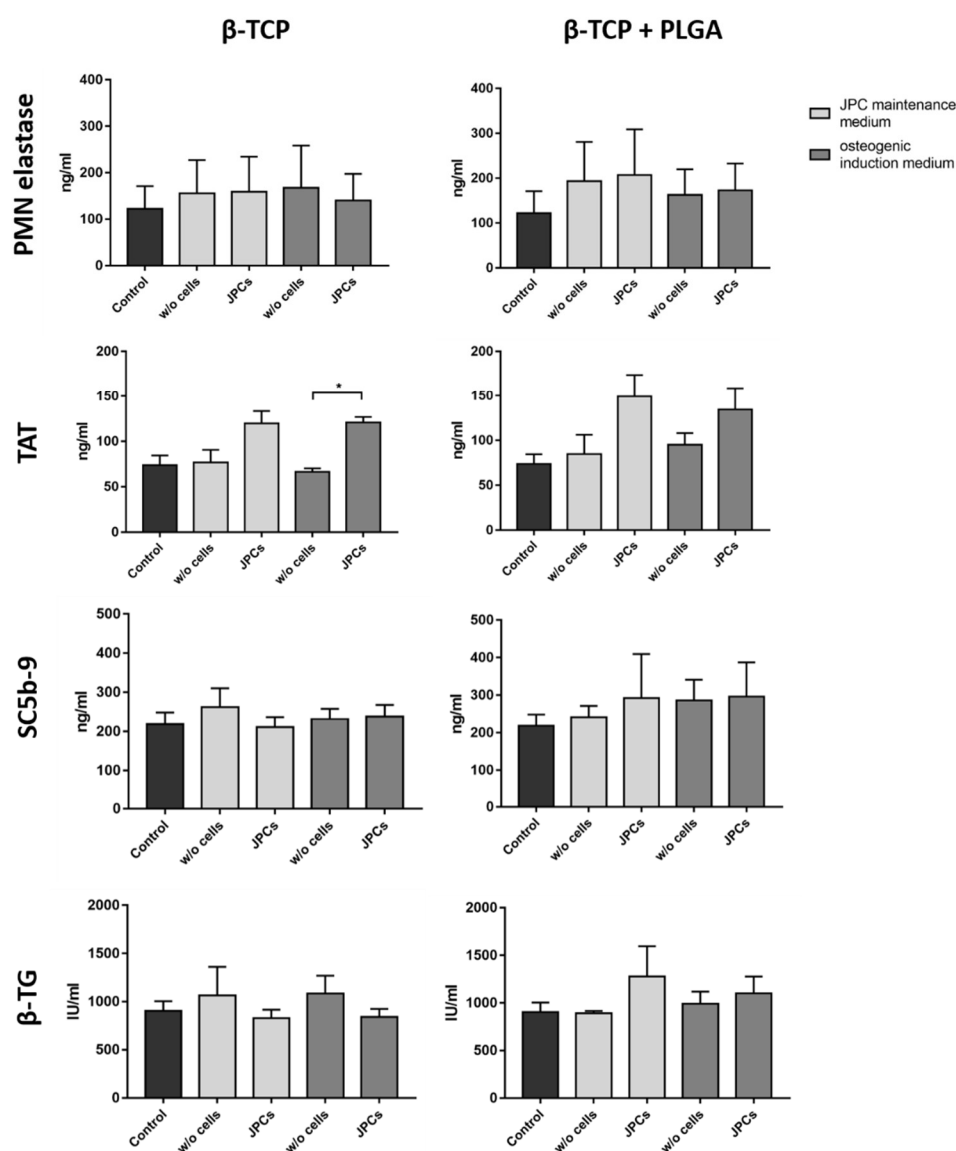 β-TCP
β-TCP + PLGA
PMN elastase
400
300
200
100
0
ng/ml
Control
w/o cells
JPCs
w/o cells
JPCs
400
300
200
100
0
ng/ml
Control
w/o cells
JPCs
w/o cells
JPCs
JPC maintenance
medium
osteogenic
induction medium
TAT
200
150
100
50
0
ng/ml
*
Control
w/o cells
JPCs
w/o cells
JPCs
200
150
100
50
0
ng/ml
Control
w/o cells
JPCs
w/o cells
JPCs
SC5b-9
500
400
300
200
100
0
ng/ml
Control
w/o cells
JPCs
w/o cells
JPCs
500
400
300
200
100
0
ng/ml
Control
w/o cells
JPCs
w/o cells
JPCs
β-TG
2000
1500
1000
500
0
IU/ml
Control
w/o cells
JPCs
w/o cells
JPCs
2000
1500
1000
500
0
IU/ml
Control
w/o cells
JPCs
w/o cells
JPCs